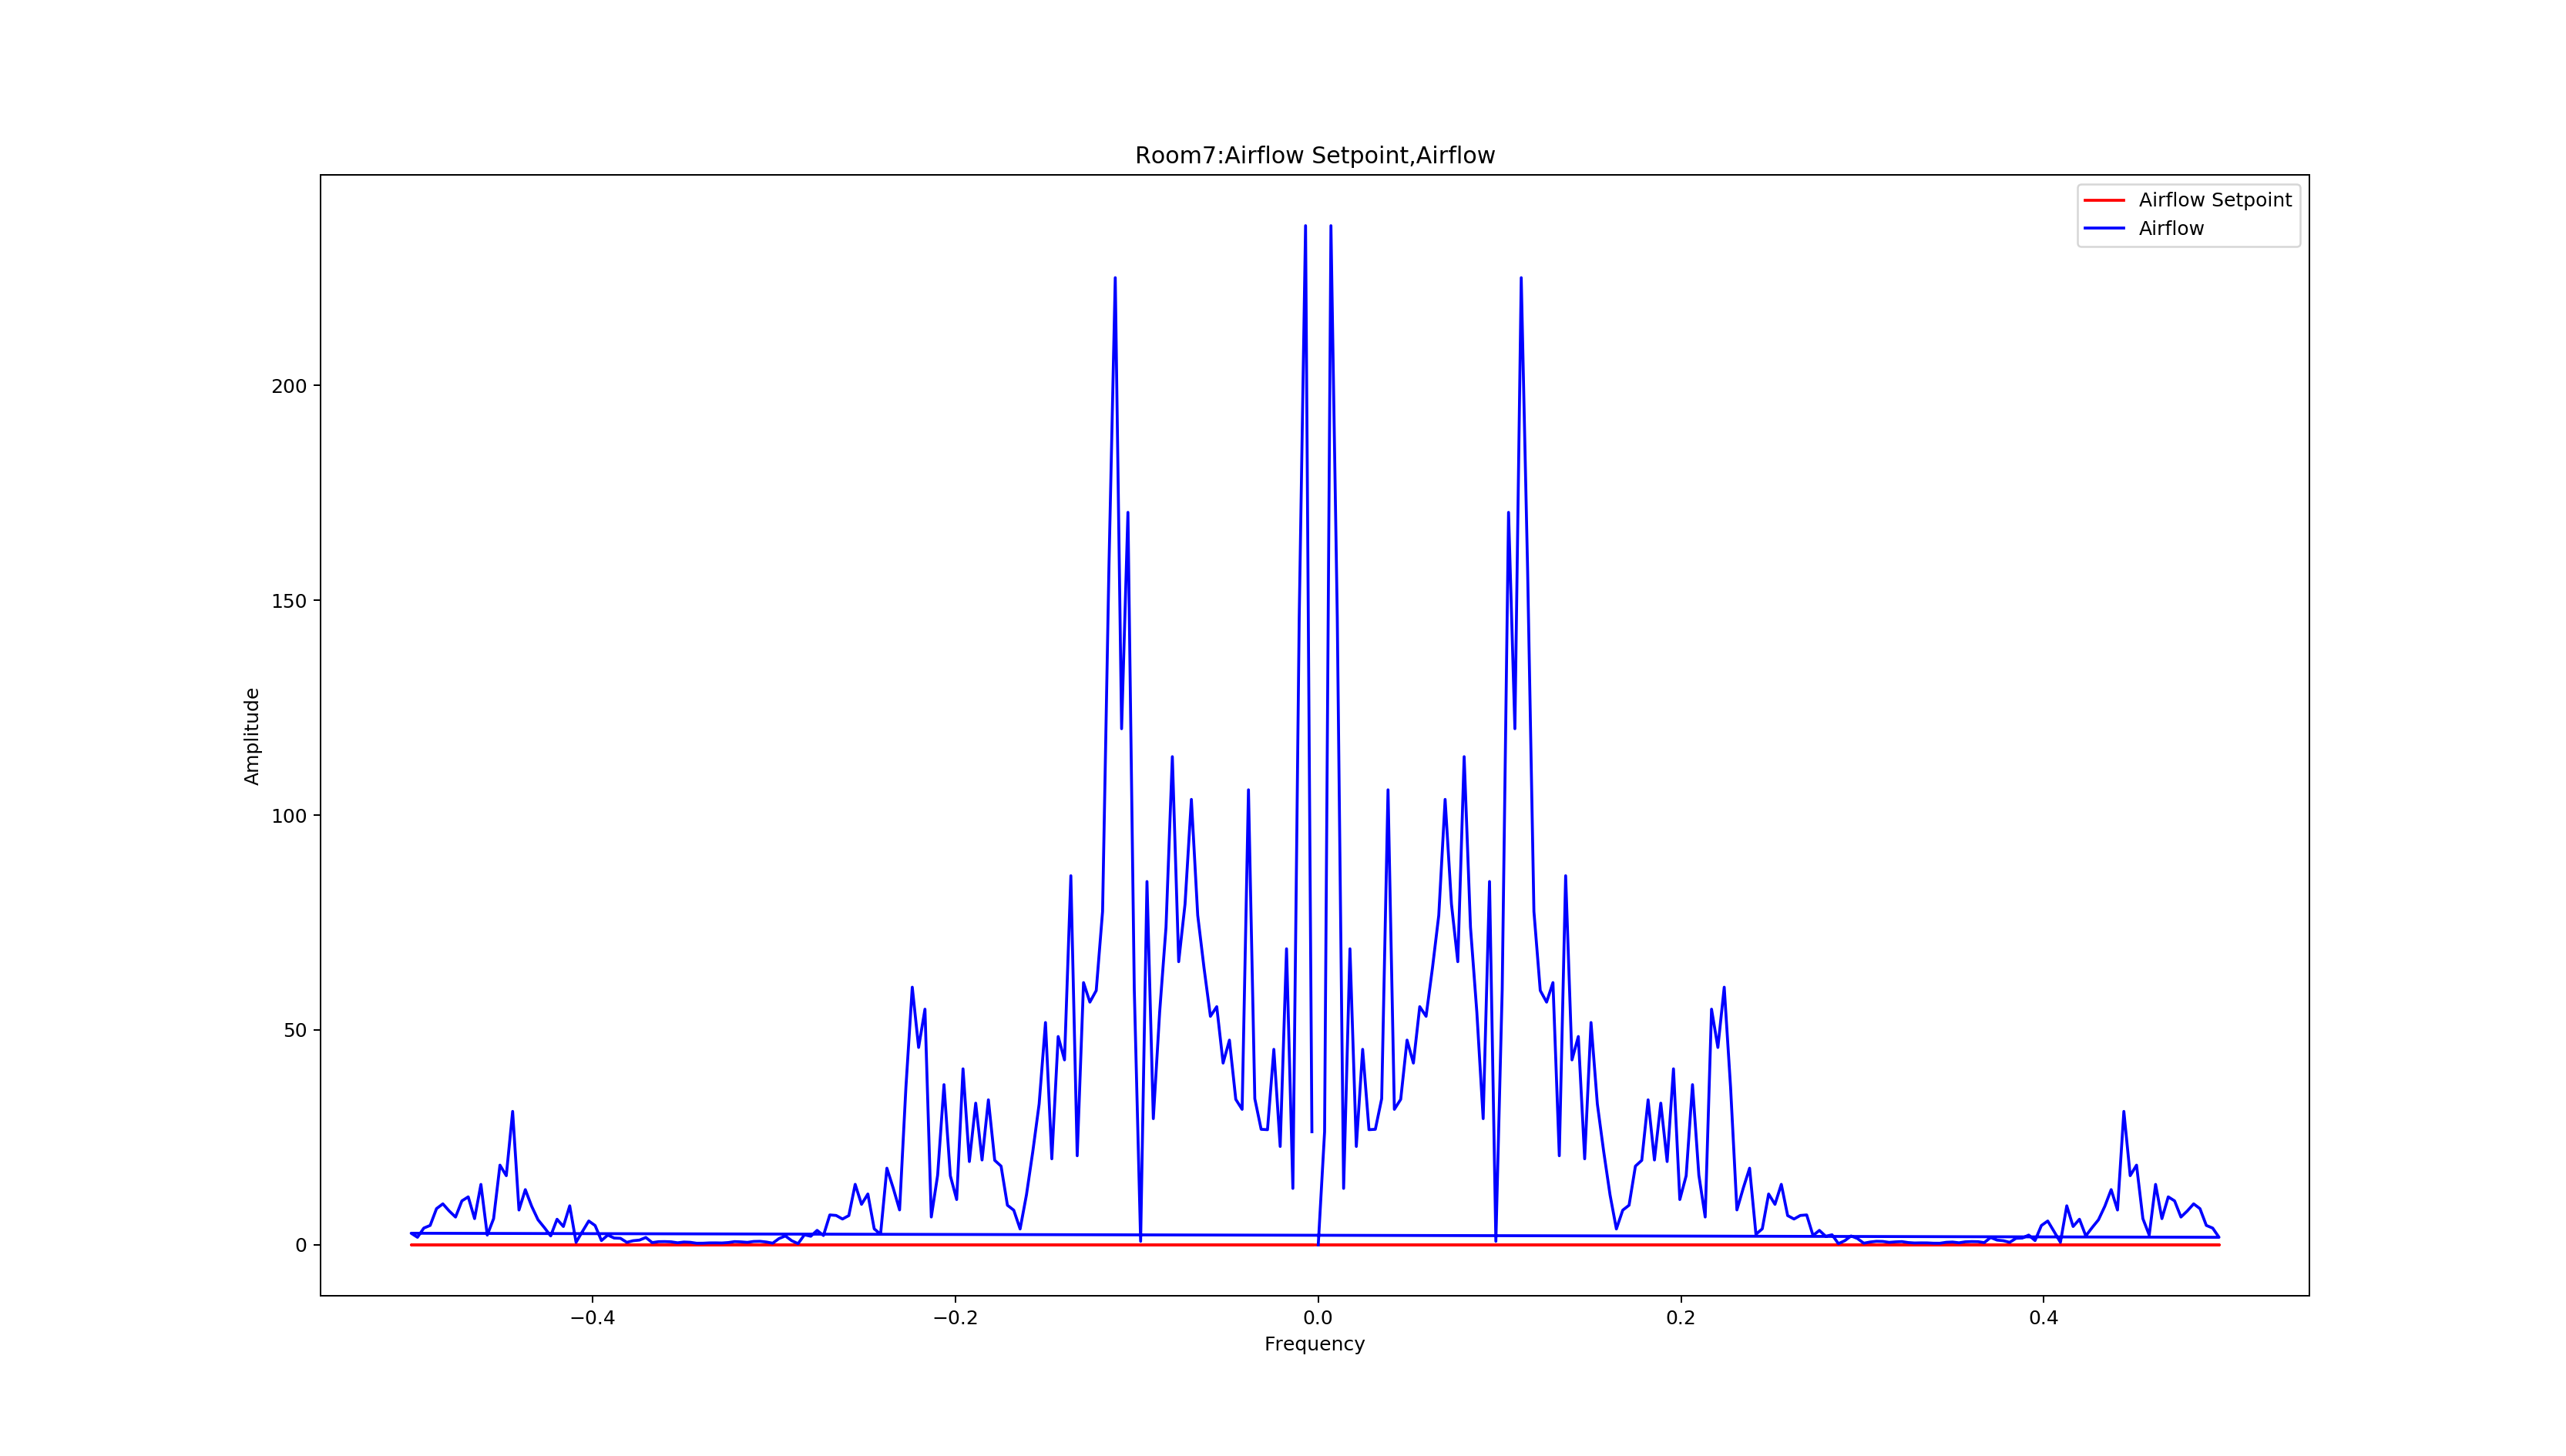 Room7:Airflow Setpoint,Airflow
Airflow Setpoint
Airflow
200
150
100
50
0
Amplitude
−0.4
−0.2
0.0
0.2
0.4
Frequency